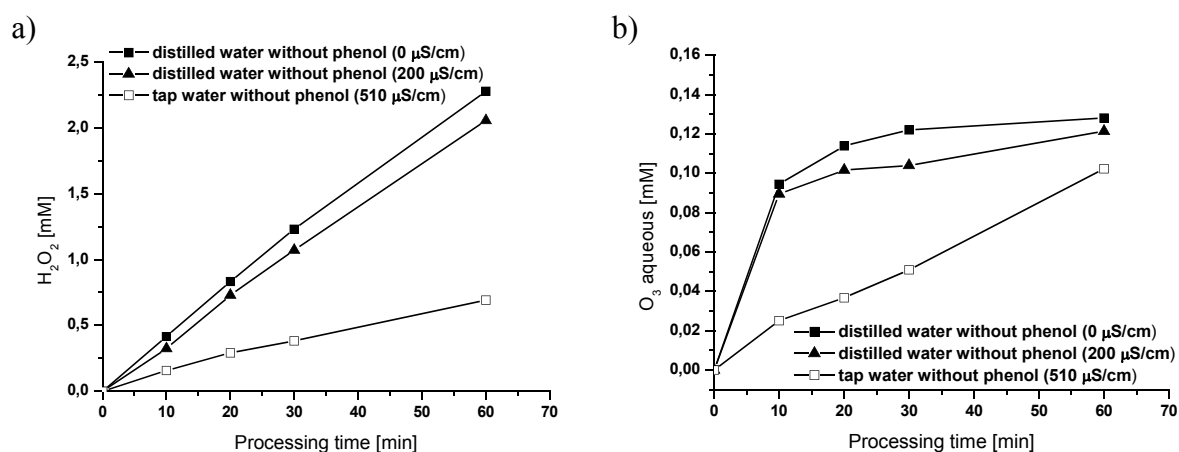 a)
distilled water without phenol (0 µS/cm)
distilled water without phenol (200 µS/cm)
tap water without phenol (510 µS/cm)
2,5
2,0
1,5
1,0
0,5
0,0
H₂O₂ [mM]
0 10 20 30 40 50 60 70
Processing time [min]
b)
0,16
0,14
0,12
0,10
0,08
0,06
0,04
0,02
0,00
O₃ aqueous [mM]
distilled water without phenol (0 µS/cm)
distilled water without phenol (200 µS/cm)
tap water without phenol (510 µS/cm)
0 10 20 30 40 50 60 70
Processing time [min]